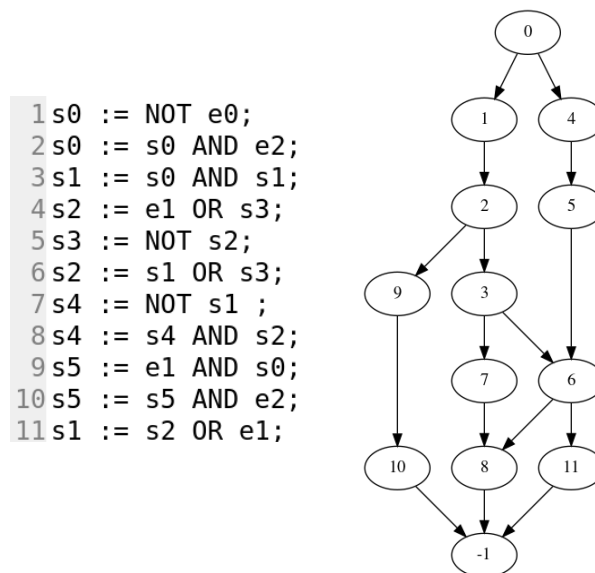 1 s0 := NOT e0;
2 s0 := s0 AND e2;
3 s1 := s0 AND s1;
4 s2 := e1 OR s3;
5 s3 := NOT s2;
6 s2 := s1 OR s3;
7 s4 := NOT s1 ;
8 s4 := s4 AND s2;
9 s5 := e1 AND s0;
10 s5 := s5 AND e2;
11 s1 := s2 OR e1;
0
1 4
2 5
9 3
7 6
10 8 11
-1